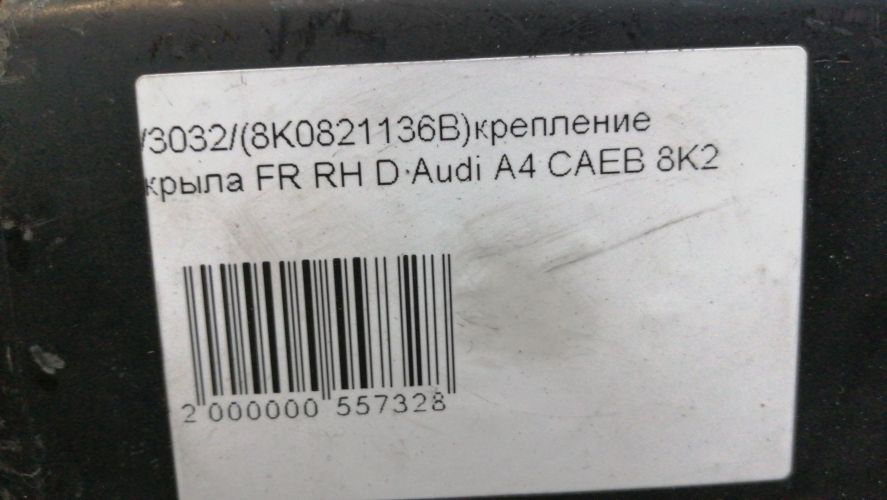 /3032/(8K0821136B)крепление
крыла FR RH D·Audi A4 CAEB 8K2
2 000000 557328